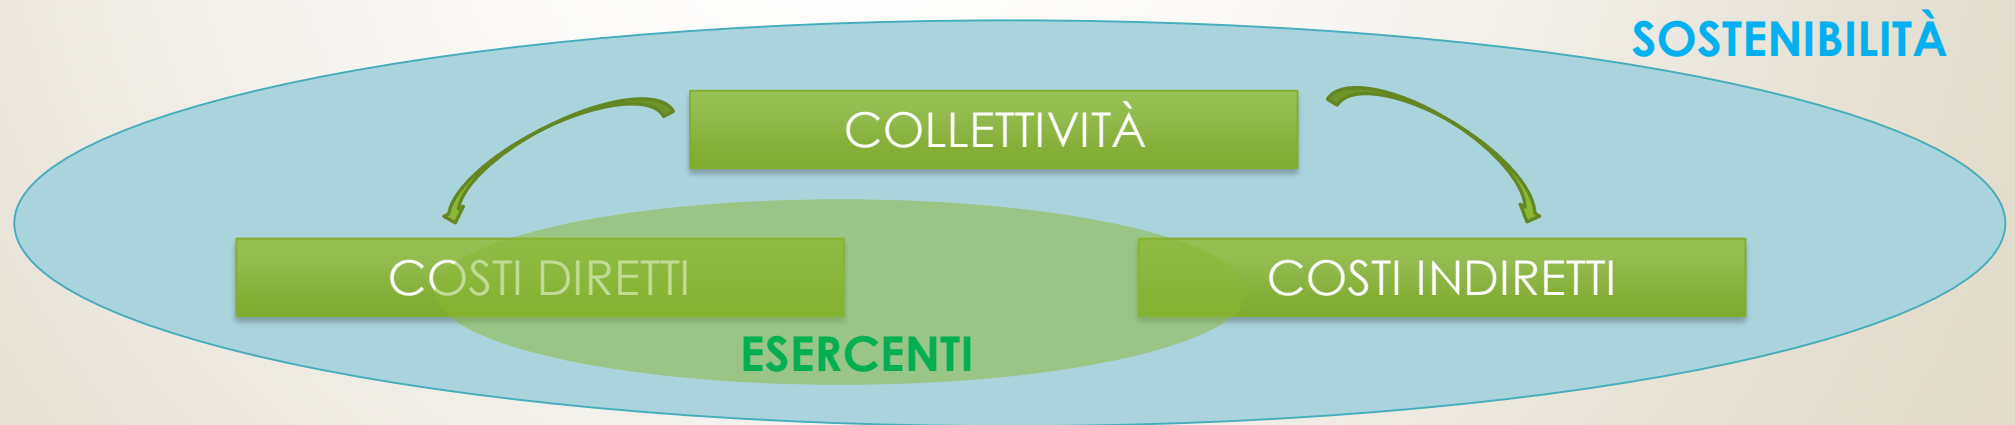 SOSTENIBILITÀ
COLLETTIVITÀ
COSTI DIRETTI
COSTI INDIRETTI
ESERCENTI